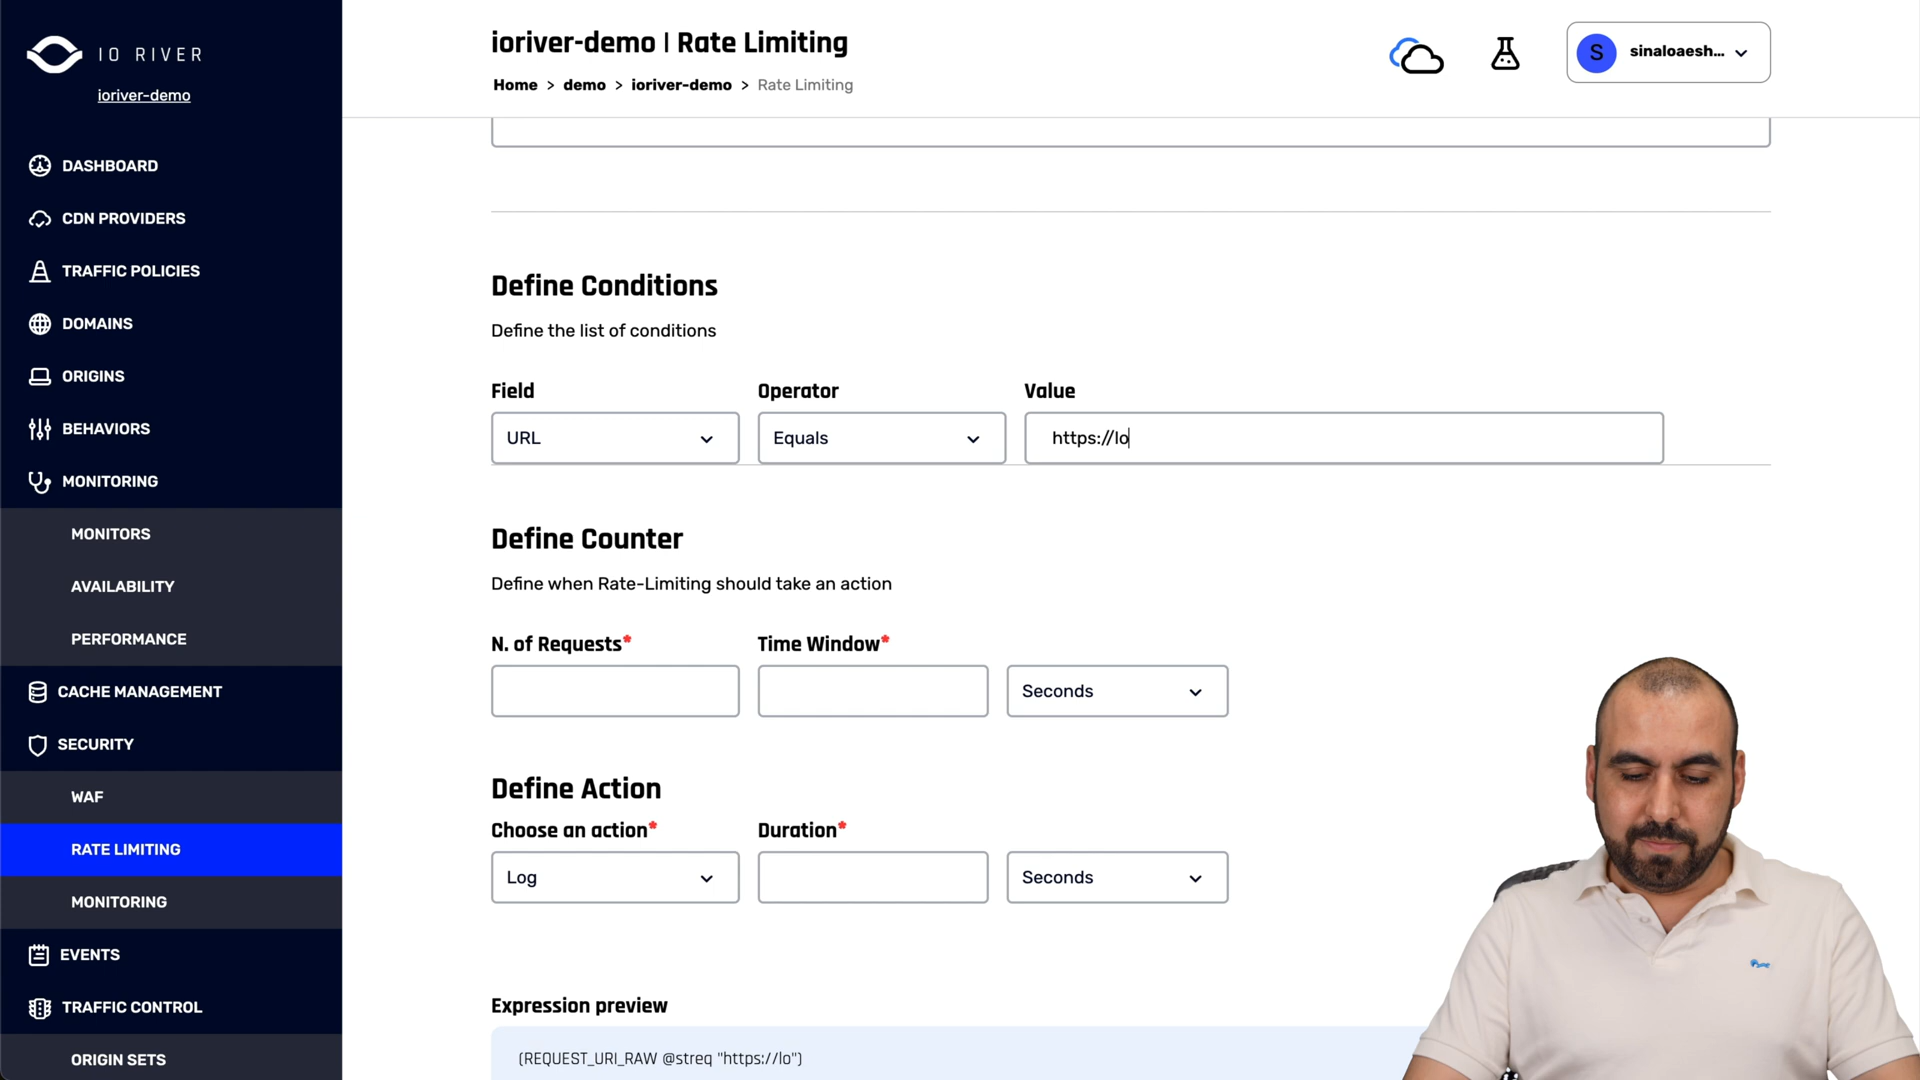 IO RIVER
ioriver-demo
DASHBOARD
CDN PROVIDERS
TRAFFIC POLICIES
DOMAINS
ORIGINS
BEHAVIORS
MONITORING
MONITORS
AVAILABILITY
PERFORMANCE
CACHE MANAGEMENT
SECURITY
WAF
RATE LIMITING
MONITORING
EVENTS
TRAFFIC CONTROL
ORIGIN SETS
ioriver-demo | Rate Limiting
Home > demo > ioriver-demo > Rate Limiting
S sinaloaesh...
Define Conditions
Define the list of conditions
Field Operator Value
URL Equals https://lo
Define Counter
Define when Rate-Limiting should take an action
N. of Requests* Time Window*
Seconds
Define Action
Choose an action* Duration*
Log Seconds
Expression preview
(REQUEST_URI_RAW @streq "https://lo")